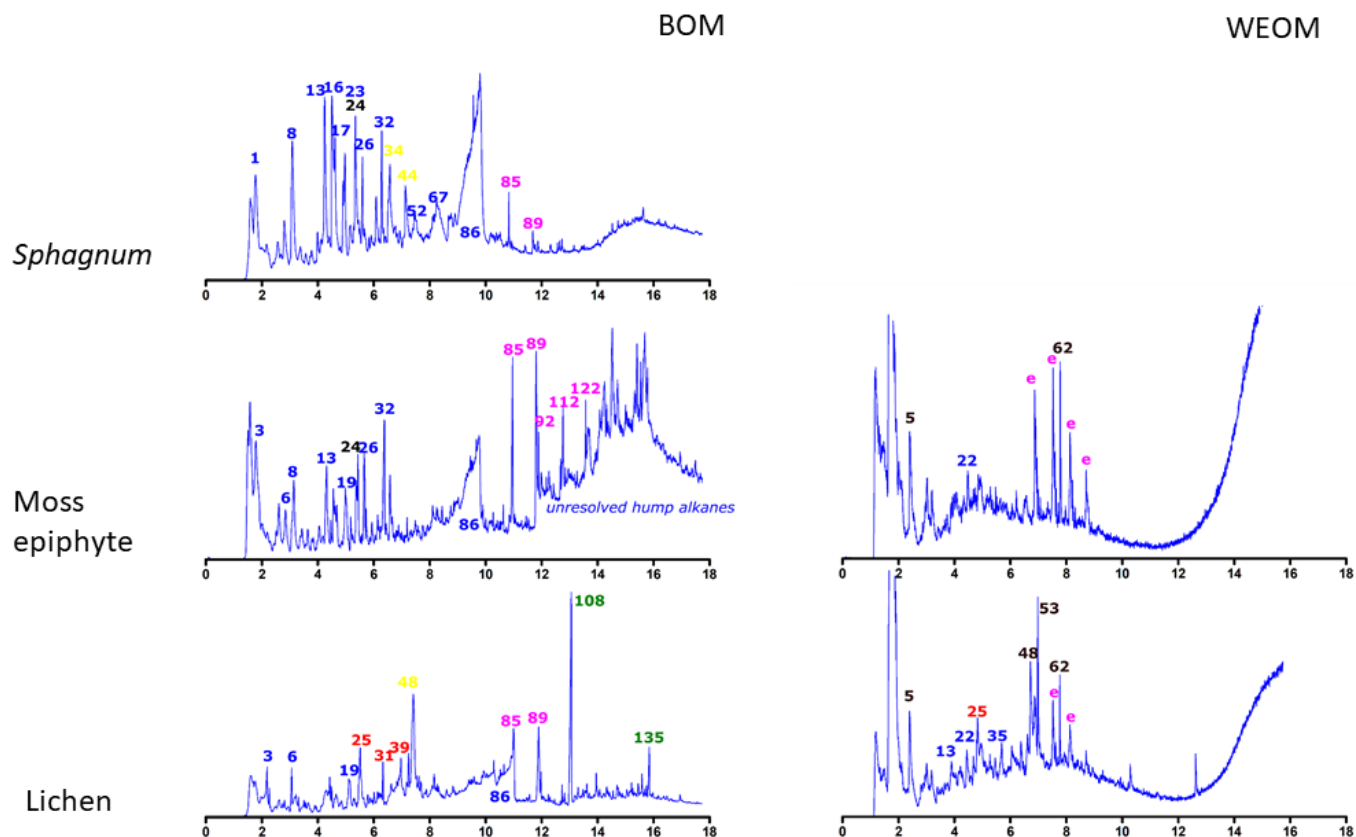 BOM
WEOM
13 16 23
24
8 17 32
26
1 34
44
85
52 67
86 89
Sphagnum
0 2 4 6 8 10 12 14 16 18
85 89
62
e e
32 112 122
3 13 24 26 92
5 e
8 e
6 19 22
86
unresolved hump alkanes
Moss
epiphyte
0 2 4 6 8 10 12 14 16 18
0 2 4 6 8 10 12 14 16 18
108
53
48
48
62
85 89
5 e
25 39 25 e
3 6 31 135
19 13 22 35
86
Lichen
0 2 4 6 8 10 12 14 16 18
0 2 4 6 8 10 12 14 16 18